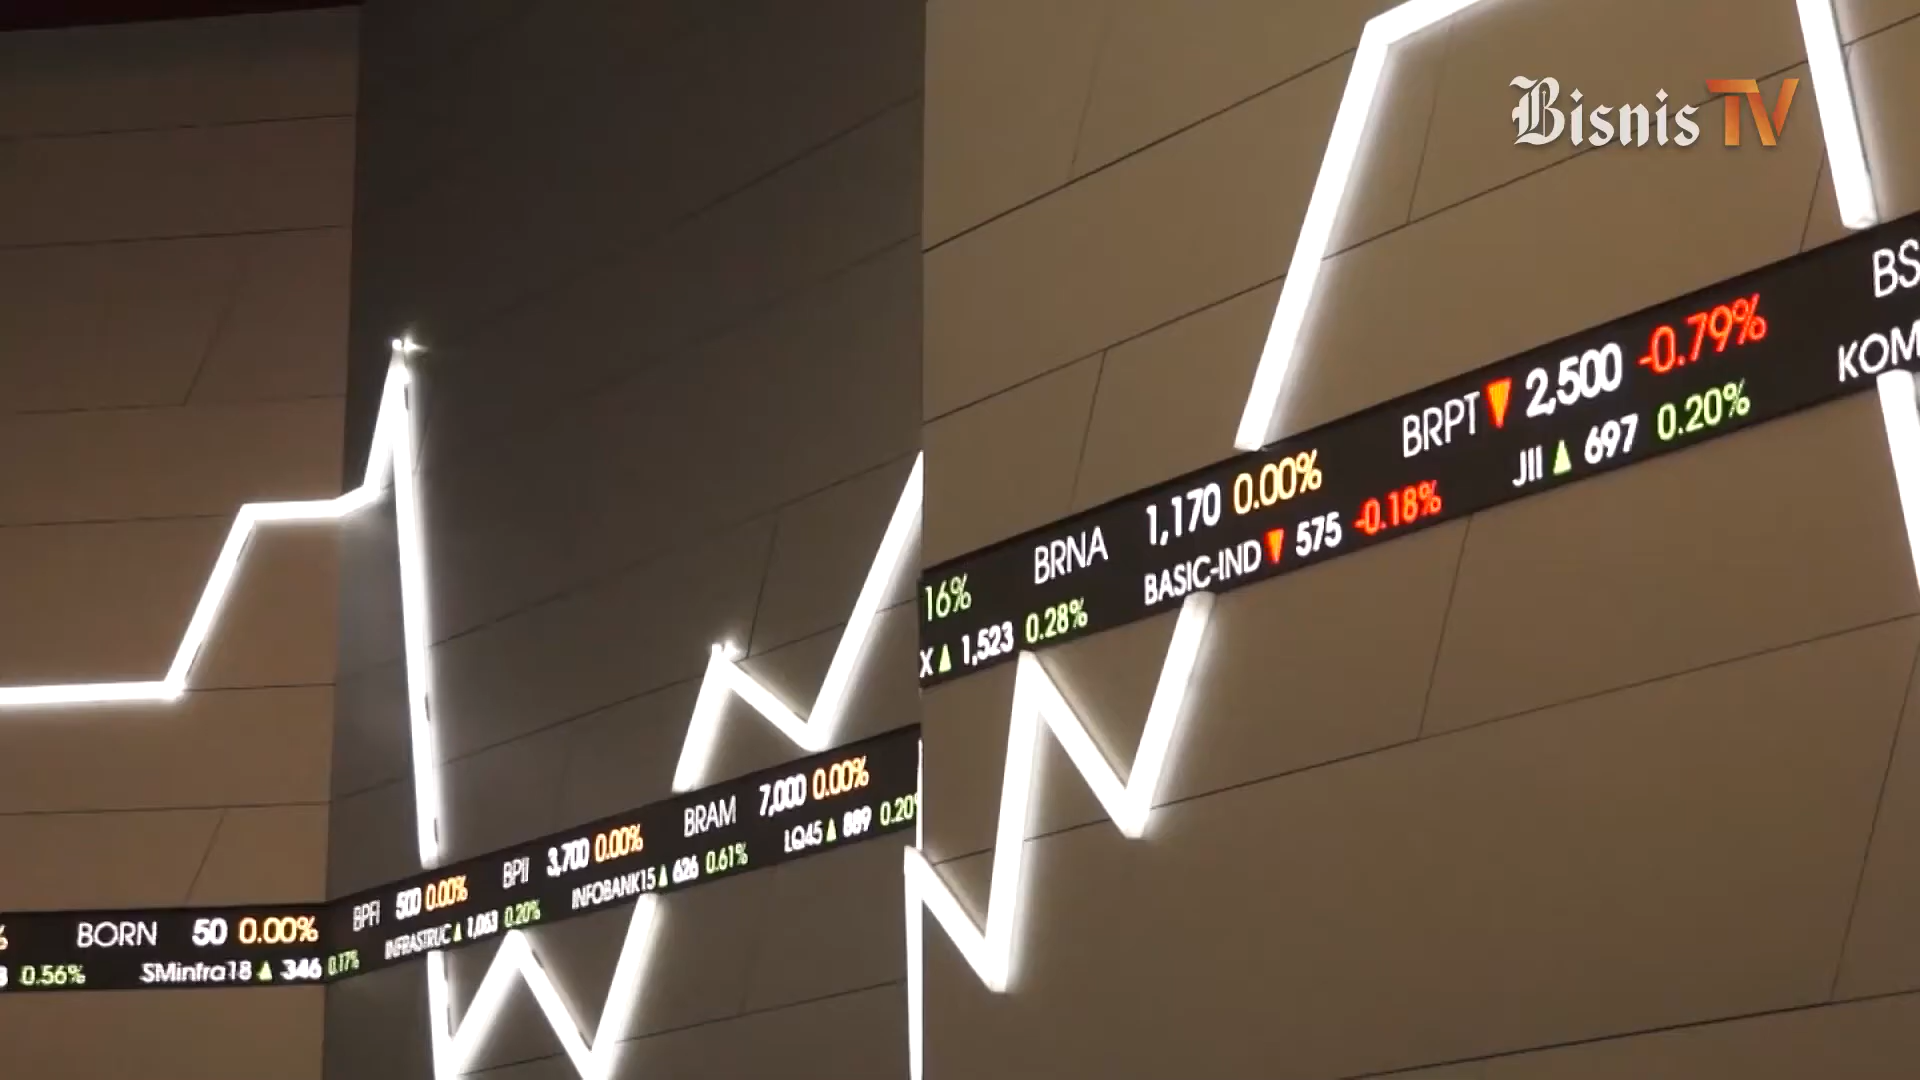 Bisnis TV
BORN 50 0.00% BPFI 500 0.00% BPII 3,700 0.00% BRAM 7,000 0.00%
0.56% SMinfra18 ▲ 346 0.17% INFRASTRUC ▲ 1,063 0.20% INFOBANK15 ▲ 626 0.61% LQ45 ▲ 889 0.20
16% BRNA 1,170 0.00% BRPT ▼ 2,500 -0.79% BS
X ▲ 1,523 0.28% BASIC-IND ▼ 575 -0.18% JII ▲ 697 0.20% KOM